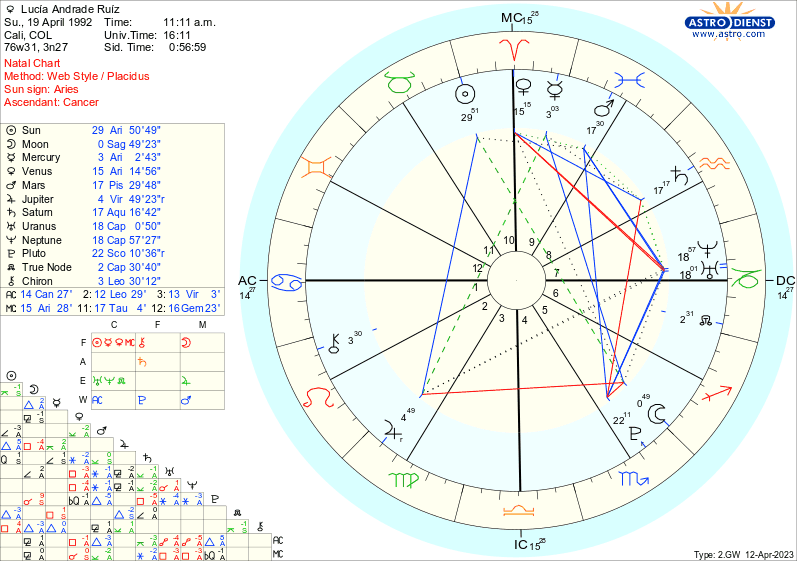 Lucía Andrade Ruíz
Su., 19 April 1992 Time: 11:11 a.m.
Cali, COL Univ.Time: 16:11
76w31, 3n27 Sid. Time: 0:56:59
Natal Chart
Method: Web Style / Placidus
Sun sign: Aries
Ascendant: Cancer
ASTRO DIENST
www.astro.com
Sun 29 Ari 50'49"
Moon 0 Sag 49'23"
Mercury 3 Ari 2'43"
Venus 15 Ari 14'56"
Mars 17 Pis 29'48"
Jupiter 4 Vir 49'23"r
Saturn 17 Aqu 16'42"
Uranus 18 Cap 0'50"
Neptune 18 Cap 57'27"
Pluto 22 Sco 10'36"r
True Node 2 Cap 30'40"
Chiron 3 Leo 30'12"
AC 14 Can 27' 2: 12 Leo 29' 3: 13 Vir 3'
MC 15 Ari 28' 11: 17 Tau 4' 12: 16 Gem 23'
C F M
F MC
A
E
W AC
AC
MC
MC 15 28
29 51
15 15
3 03
17 30
17 17
18 57
18 01
2 31
0 49
22 11
4 49 r
3 30
AC
14 27
DC
14 27
IC 15 28
10 9
11 8
12 7
1 6
2 5
3 4
Type: 2.GW 12-Apr-2023